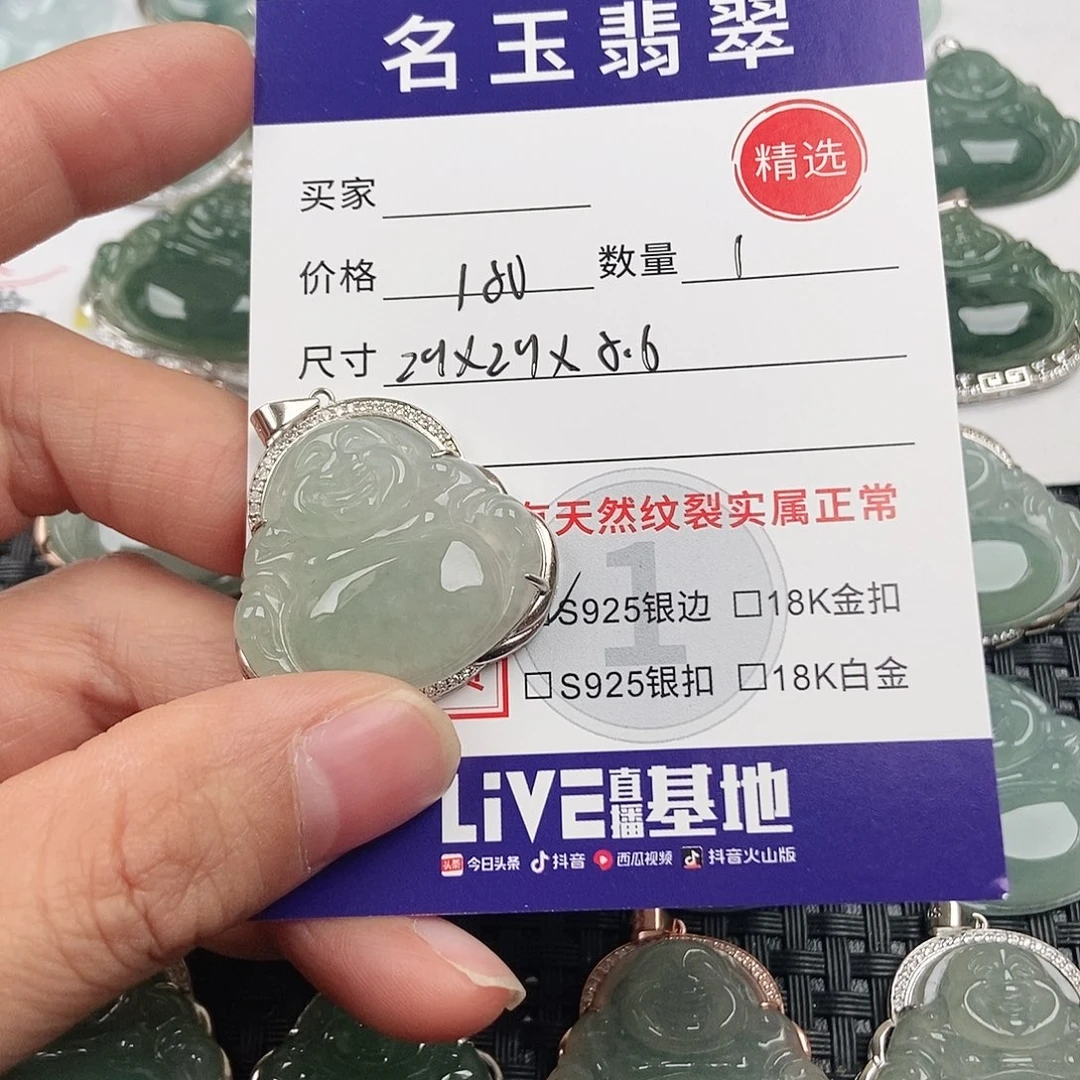 名玉翡翠
精选
买家
价格 180 数量 1
尺寸 29x29x8.6
天然纹裂实属正常
1
S925银边 □18K金扣
□S925银扣 □18K白金
LiVE直播基地
头条 今日头条 抖音 西瓜视频 抖音火山版